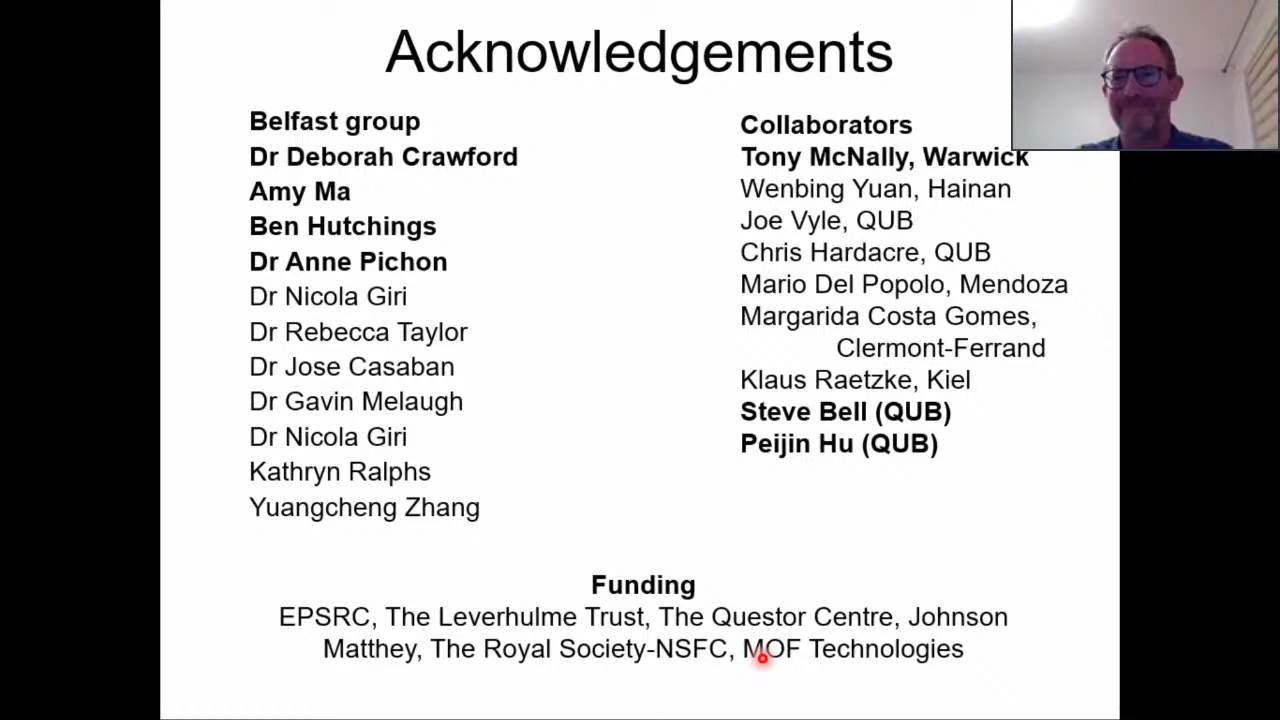 Acknowledgements
Belfast group
Dr Deborah Crawford
Amy Ma
Ben Hutchings
Dr Anne Pichon
Dr Nicola Giri
Dr Rebecca Taylor
Dr Jose Casaban
Dr Gavin Melaugh
Dr Nicola Giri
Kathryn Ralphs
Yuangcheng Zhang
Collaborators
Tony McNally, Warwick
Wenbing Yuan, Hainan
Joe Vyle, QUB
Chris Hardacre, QUB
Mario Del Popolo, Mendoza
Margarida Costa Gomes,
Clermont-Ferrand
Klaus Raetzke, Kiel
Steve Bell (QUB)
Peijin Hu (QUB)
Funding
EPSRC, The Leverhulme Trust, The Questor Centre, Johnson
Matthey, The Royal Society-NSFC, MOF Technologies